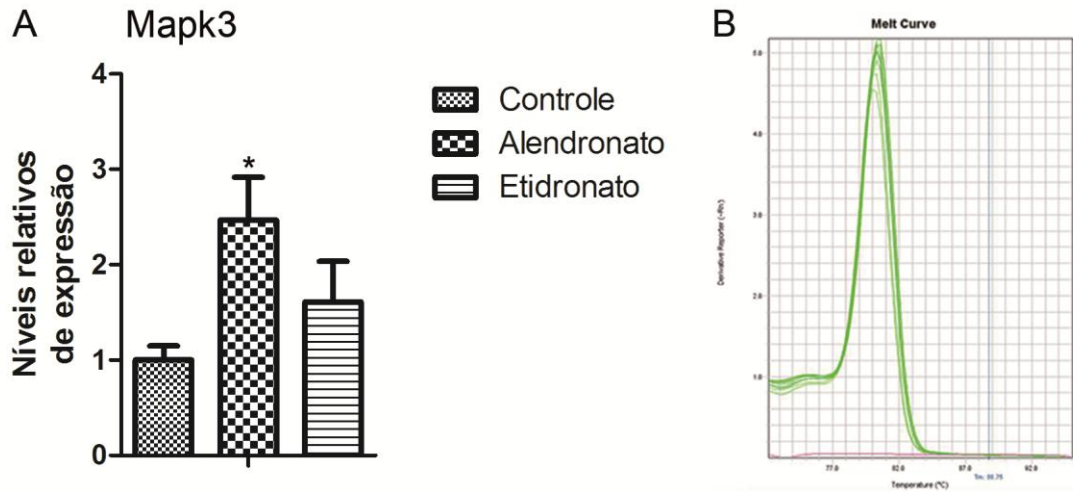 A
Mapk3
Níveis relativos
de expressão
4
3
2
1
0
*
Controle
Alendronato
Etidronato
B
Melt Curve
Derivative Reporter (-Rn)
5.0
4.0
3.0
2.0
1.0
77.0
82.0
87.0
92.0
Temperature (°C)